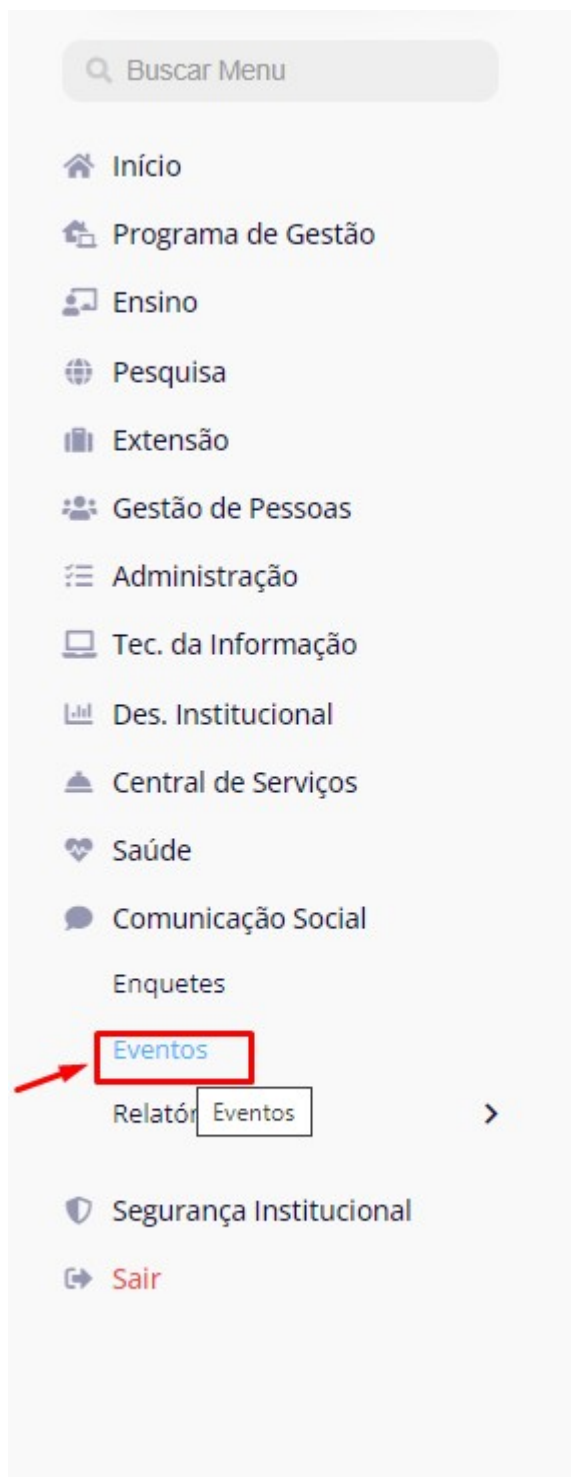 Buscar Menu
Início
Programa de Gestão
Ensino
Pesquisa
Extensão
Gestão de Pessoas
Administração
Tec. da Informação
Des. Institucional
Central de Serviços
Saúde
Comunicação Social
Enquetes
Eventos
Eventos
Segurança Institucional
Sair